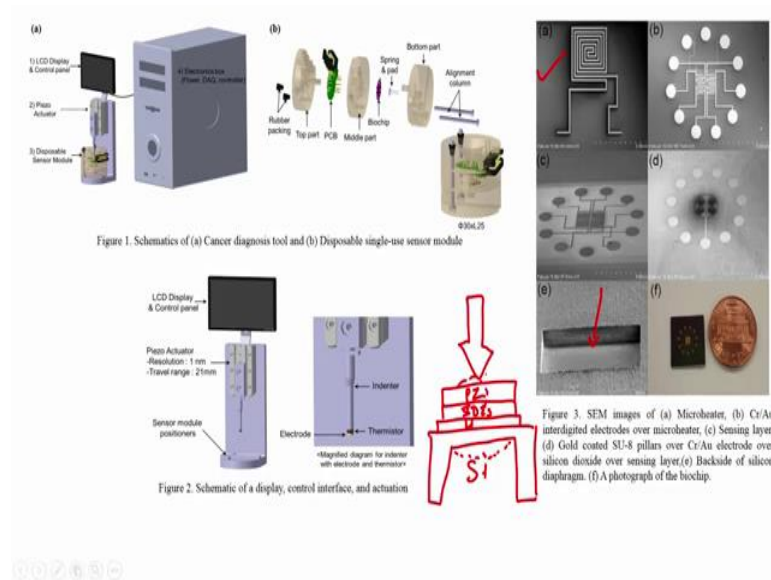 (a)
(b)
1) LCD Display
& Control panel
2) Piezo
Actuator
3) Disposable
Sensor Module
4) Electronics box
(Power, DAQ, controller)
Rubber
packing
Top part
PCB
Middle part
Biochip
Spring
& pad
Bottom part
Alignment
column
Φ30xL25
Figure 1. Schematics of (a) Cancer diagnosis tool and (b) Disposable single-use sensor module
LCD Display
& Control panel
Piezo Actuator
-Resolution : 1 nm
-Travel range : 21mm
Sensor module
positioners
Electrode
Indenter
Thermistor
<Magnified diagram for indenter
with electrode and thermistor>
Figure 2. Schematic of a display, control interface, and actuation
Si
(a)
(b)
(c)
(d)
(e)
(f)
Figure 3. SEM images of (a) Microheater, (b) Cr/Au
interdigited electrodes over microheater, (c) Sensing layer
(d) Gold coated SU-8 pillars over Cr/Au electrode over
silicon dioxide over sensing layer,(e) Backside of silicon
diaphragm. (f) A photograph of the biochip.